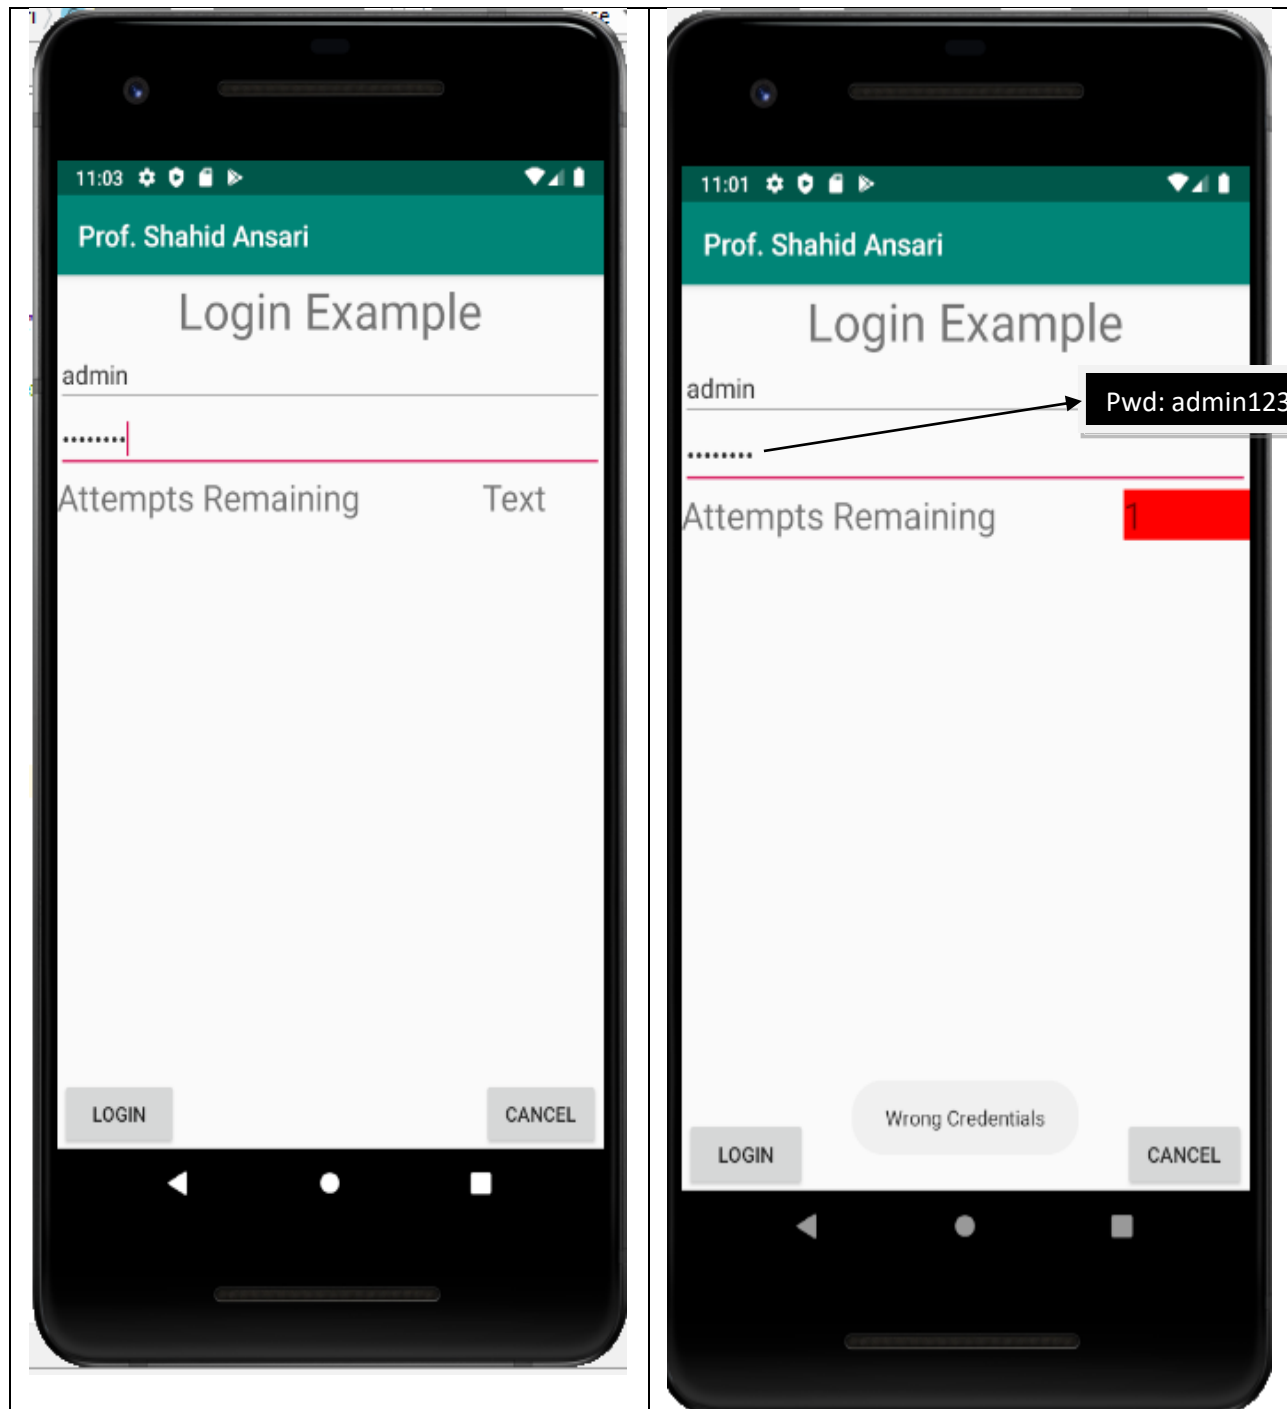 11:03
Prof. Shahid Ansari
Login Example
admin
••••••••
Attempts Remaining Text
LOGIN CANCEL
11:01
Prof. Shahid Ansari
Login Example
admin
Pwd: admin123
••••••••
Attempts Remaining 1
Wrong Credentials
LOGIN CANCEL